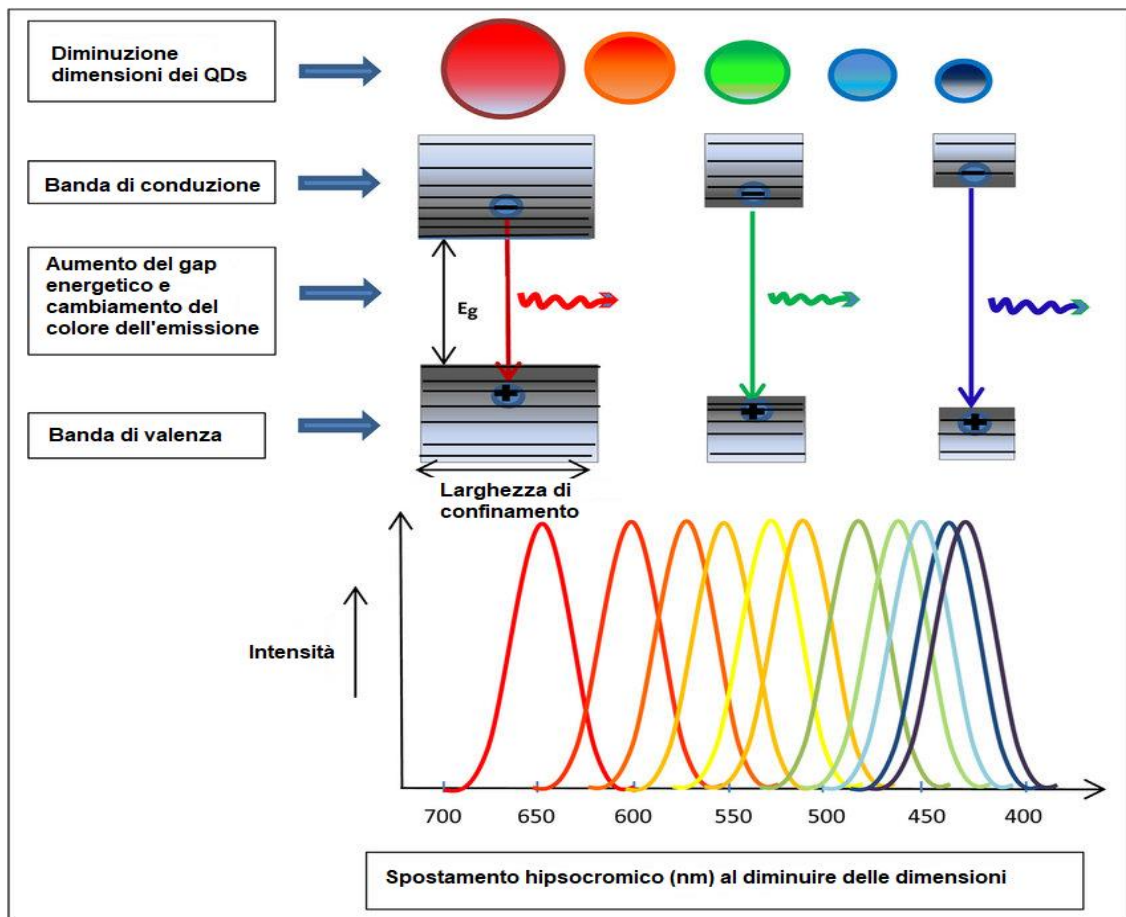 Diminuzione
dimensioni dei QDs
Banda di conduzione
Aumento del gap
energetico e
cambiamento del
colore dell'emissione
Eg
Banda di valenza
Larghezza di
confinamento
Intensità
700 650 600 550 500 450 400
Spostamento hipsocromico (nm) al diminuire delle dimensioni